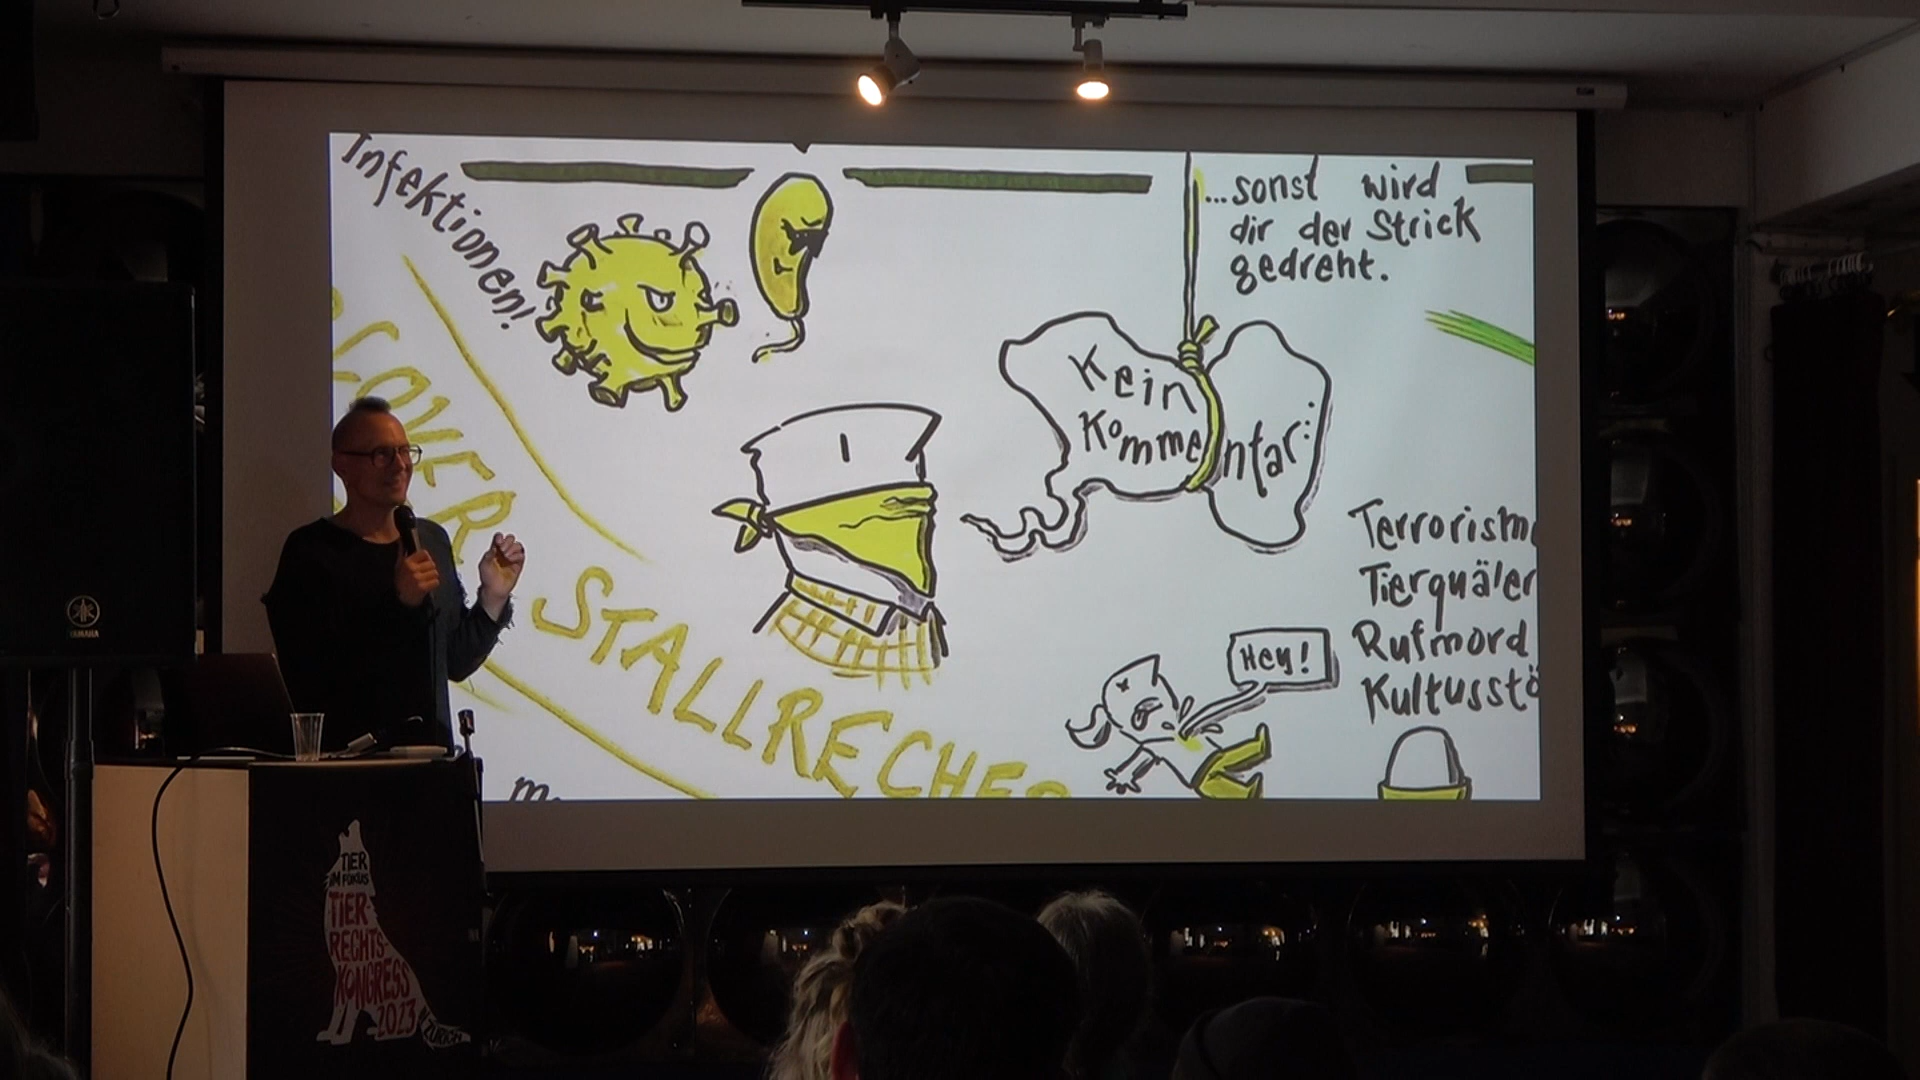 Infektionen!
...sonst wird
dir der Strick
gedreht.
Kein
Kommentar...
COVER
STALLRECHE
Terrorism
Tierquäler
Rufmord
Kultusstö
Hey!
YAMAHA
TIER
IM FOKUS
TIER-
RECHTS-
KONGRESS
2023
ZÜRICH